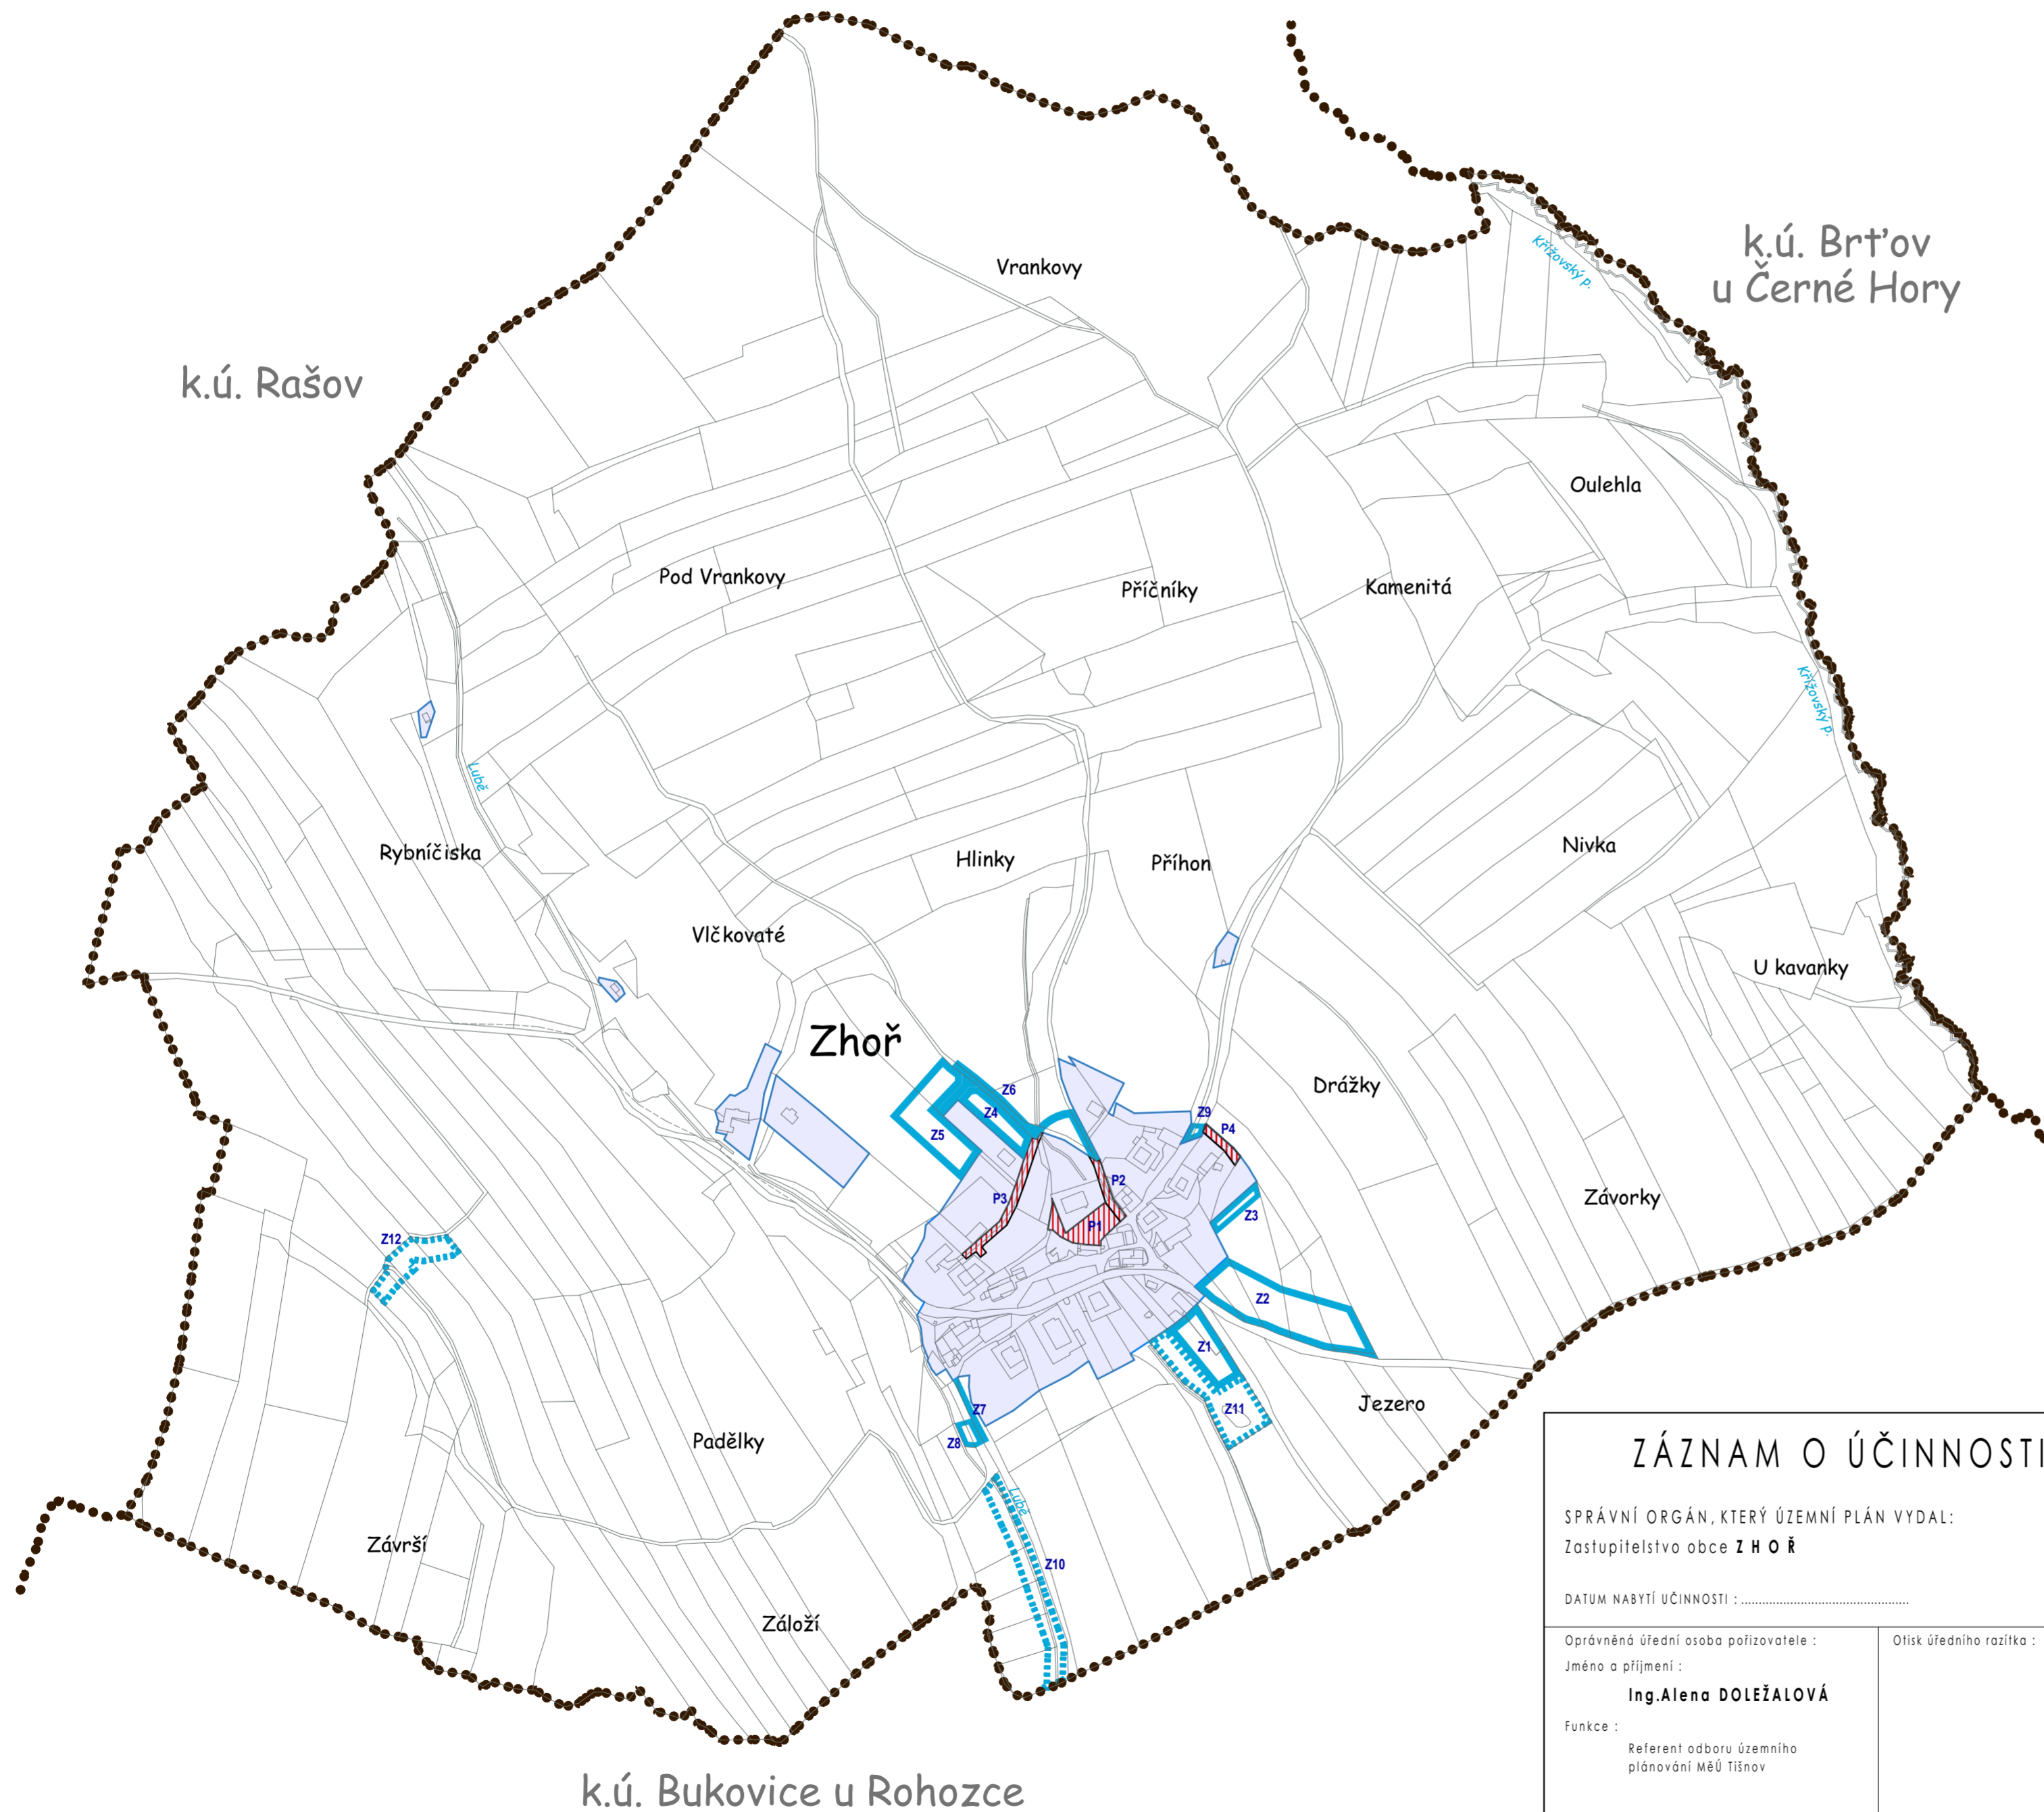 k.ú. Brťov
u Černé Hory
Křížovský p.
Vrankovy
k.ú. Rašov
Oulehla
Pod Vrankovy
Příčníky
Kamenitá
Křížovský p.
Lubě
Rybníčiska
Hlinky
Příhon
Nivka
Vlčkovaté
U kavanky
Zhoř
Drážky
Z6
Z4
Z5
Z9
P4
P2
P3
P1
Z3
Závorky
Z12
Z2
Z1
Z11
Jezero
Z7
Z8
Padělky
Lubě
Z10
Závrší
Záloží
k.ú. Bukovice u Rohozce
ZÁZNAM O ÚČINNOSTI
SPRÁVNÍ ORGÁN, KTERÝ ÚZEMNÍ PLÁN VYDAL:
Zastupitelstvo obce Z H O Ř
DATUM NABYTÍ ÚČINNOSTI : ................................................
Oprávněná úřední osoba pořizovatele :
Jméno a příjmení :
Ing.Alena DOLEŽALOVÁ
Funkce :
Referent odboru územního
plánování MěÚ Tišnov
Otisk úředního razítka :